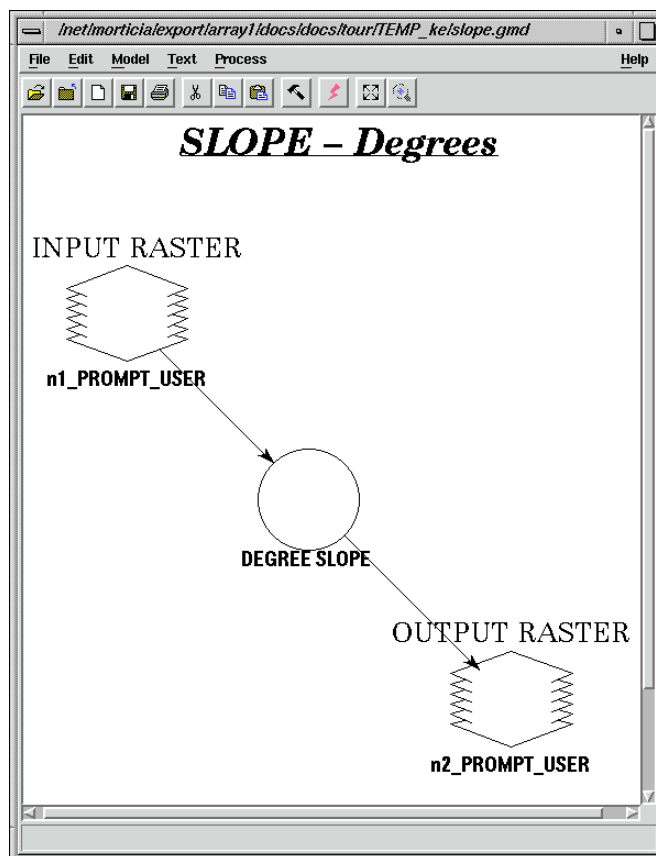 /net/morticia/export/array1/docs/docs/tour/TEMP_ke/slope.gmd
File Edit Model Text Process Help
SLOPE – Degrees
INPUT RASTER
n1_PROMPT_USER
DEGREE SLOPE
OUTPUT RASTER
n2_PROMPT_USER